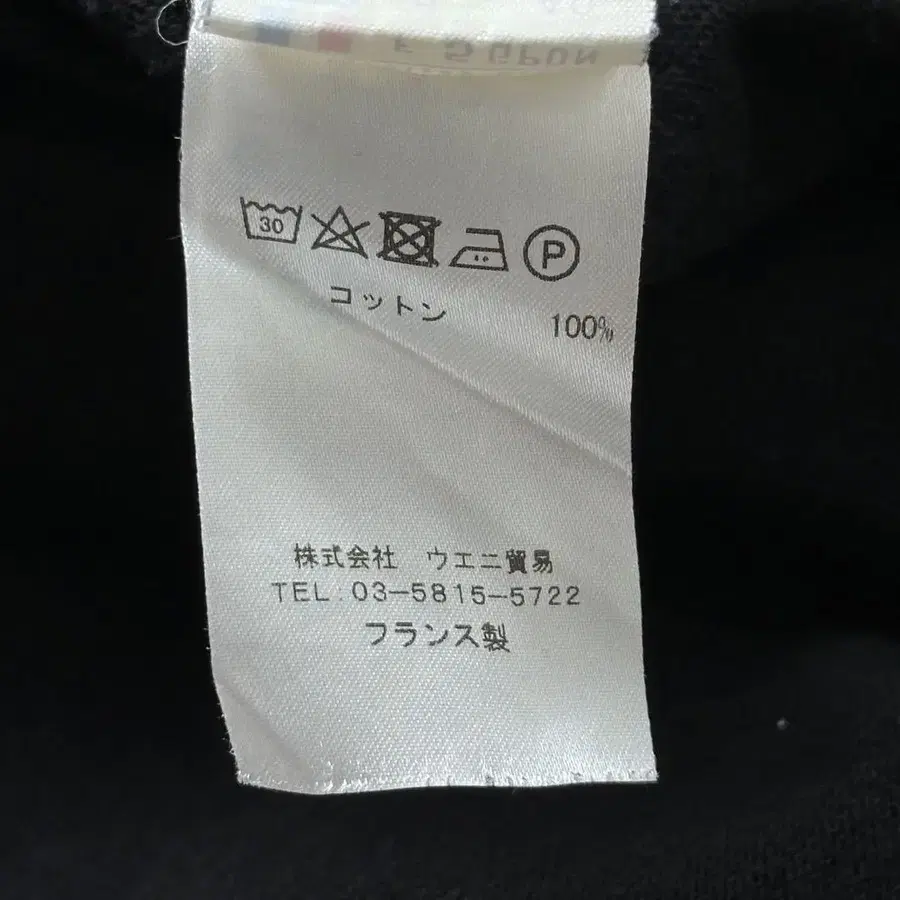 30 P
コットン 100%
株式会社 ウエニ貿易
TEL:03-5815-5722
フランス製